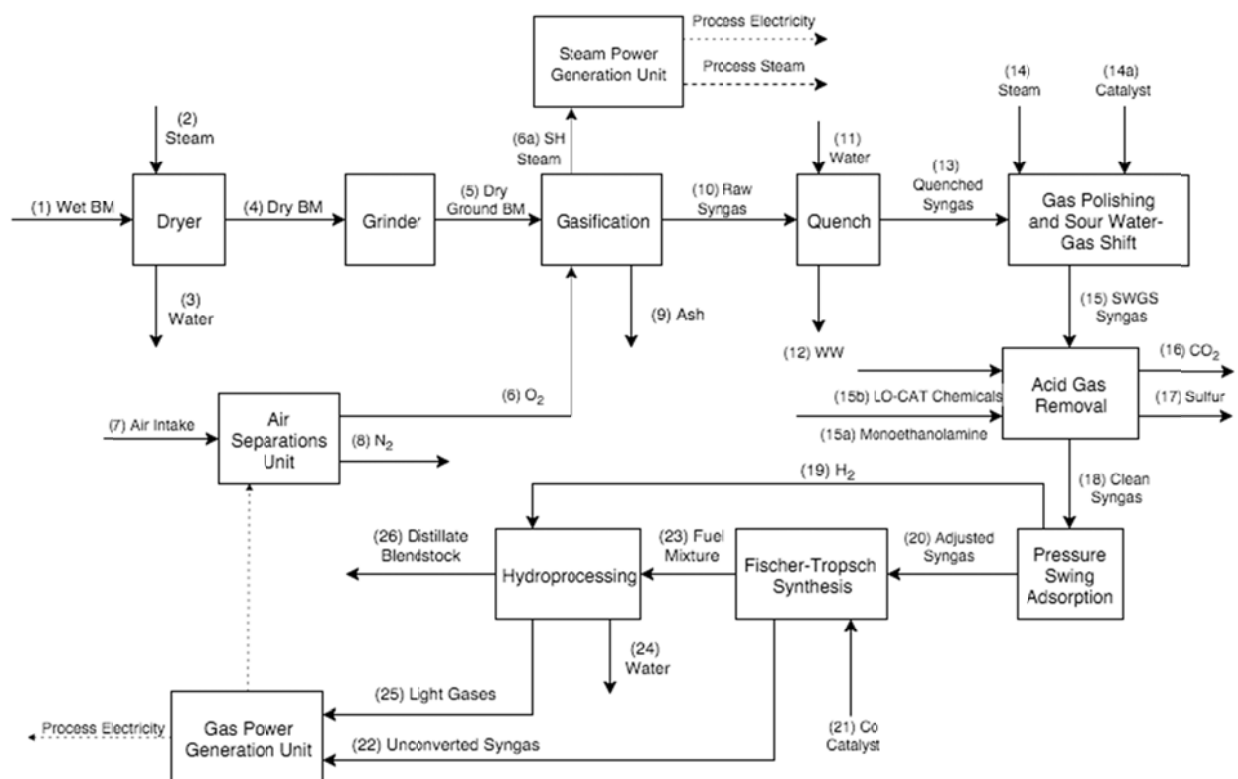 Process Electricity
Steam Power
Generation Unit
Process Steam
(14)
Steam
(14a)
Catalyst
(2)
Steam
(6a) SH
Steam
(11)
Water
(13)
Quenched
Syngas
(1) Wet BM
Dryer
(4) Dry BM
Grinder
(5) Dry
Ground BM
Gasification
(10) Raw
Syngas
Quench
Gas Polishing
and Sour Water-
Gas Shift
(3)
Water
(9) Ash
(12) WW
(15) SWGS
Syngas
(6) O2
(7) Air Intake
Air
Separations
Unit
(8) N2
(15b) LO-CAT Chemicals
(15a) Monoethanolamine
Acid Gas
Removal
(16) CO2
(17) Sulfur
(19) H2
(18) Clean
Syngas
(26) Distillate
Blendstock
Hydroprocessing
(23) Fuel
Mixture
Fischer-Tropsch
Synthesis
(20) Adjusted
Syngas
Pressure
Swing
Adsorption
(24)
Water
(25) Light Gases
(21) Co
Catalyst
Process Electricity
Gas Power
Generation Unit
(22) Unconverted Syngas